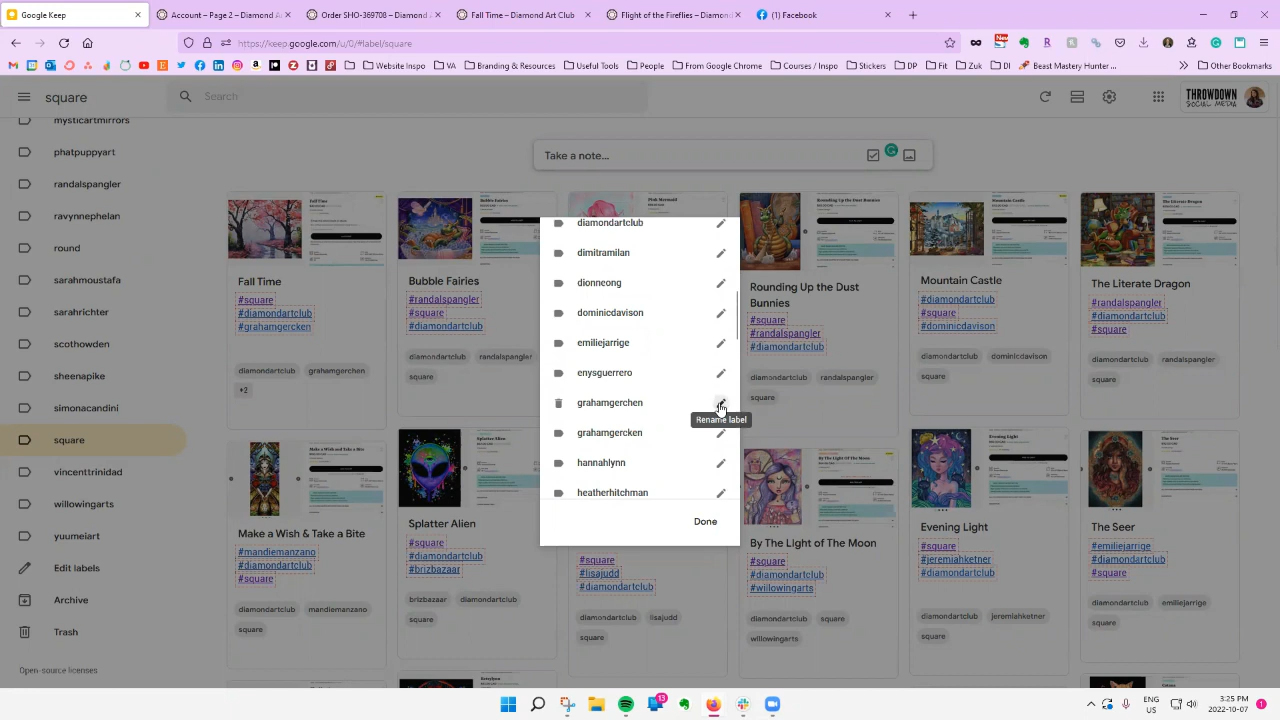 Google Keep
Account – Page 2 – Diamond A
Order SHO-369708 – Diamond
Fall Time – Diamond Art Club
Flight of the Fireflies – Diamon
(1) Facebook
https://keep.google.com/u/0/#label/square
New
Website Inspo
VA
Branding & Resources
Useful Tools
People
From Google Chrome
Courses / Inspo
Stickers
DP
Fit
Zuk
DI
Beast Mastery Hunter ...
Other Bookmarks
square
Search
THROWDOWN
SOCIAL MEDIA
mysticartmirrors
phatpuppyart
randalspangler
ravynnephelan
round
sarahmoustafa
sarahrichter
scothowden
sheenapike
simonacandini
square
vincenttrinidad
willowingarts
yuumeiart
Edit labels
Archive
Trash
Open-source licenses
Take a note...
Fall Time
#square
#diamondartclub
#grahamgerchen
diamondartclub
grahamgerchen
+2
Bubble Fairies
#randalspangler
#square
#diamondartclub
diamondartclub
randalspangler
square
Rounding Up the Dust
Bunnies
#square
#randalspangler
#diamondartclub
diamondartclub
randalspangler
square
Mountain Castle
#diamondartclub
#square
#dominicdavison
diamondartclub
dominicdavison
square
The Literate Dragon
#randalspangler
#diamondartclub
#square
diamondartclub
randalspangler
square
diamondartclub
dimitramilan
dionneong
dominicdavison
emiliejarrige
enysguerrero
grahamgerchen
Rename label
grahamgercken
hannahlynn
heatherhitchman
Done
Make a Wish & Take a Bite
#mandiemanzano
#diamondartclub
#square
diamondartclub
mandiemanzano
square
Splatter Alien
#square
#diamondartclub
#brizbazaar
brizbazaar
diamondartclub
square
#square
#lisajudd
#diamondartclub
diamondartclub
lisajudd
square
By The Light of The Moon
#square
#diamondartclub
#wilowingarts
diamondartclub
square
willowingarts
Evening Light
#square
#jeremiahketner
#diamondartclub
diamondartclub
jeremiahketner
square
The Seer
#emiliejarrige
#diamondartclub
#square
diamondartclub
emiliejarrige
square
13
ENG
US
3:25 PM
2022-10-07